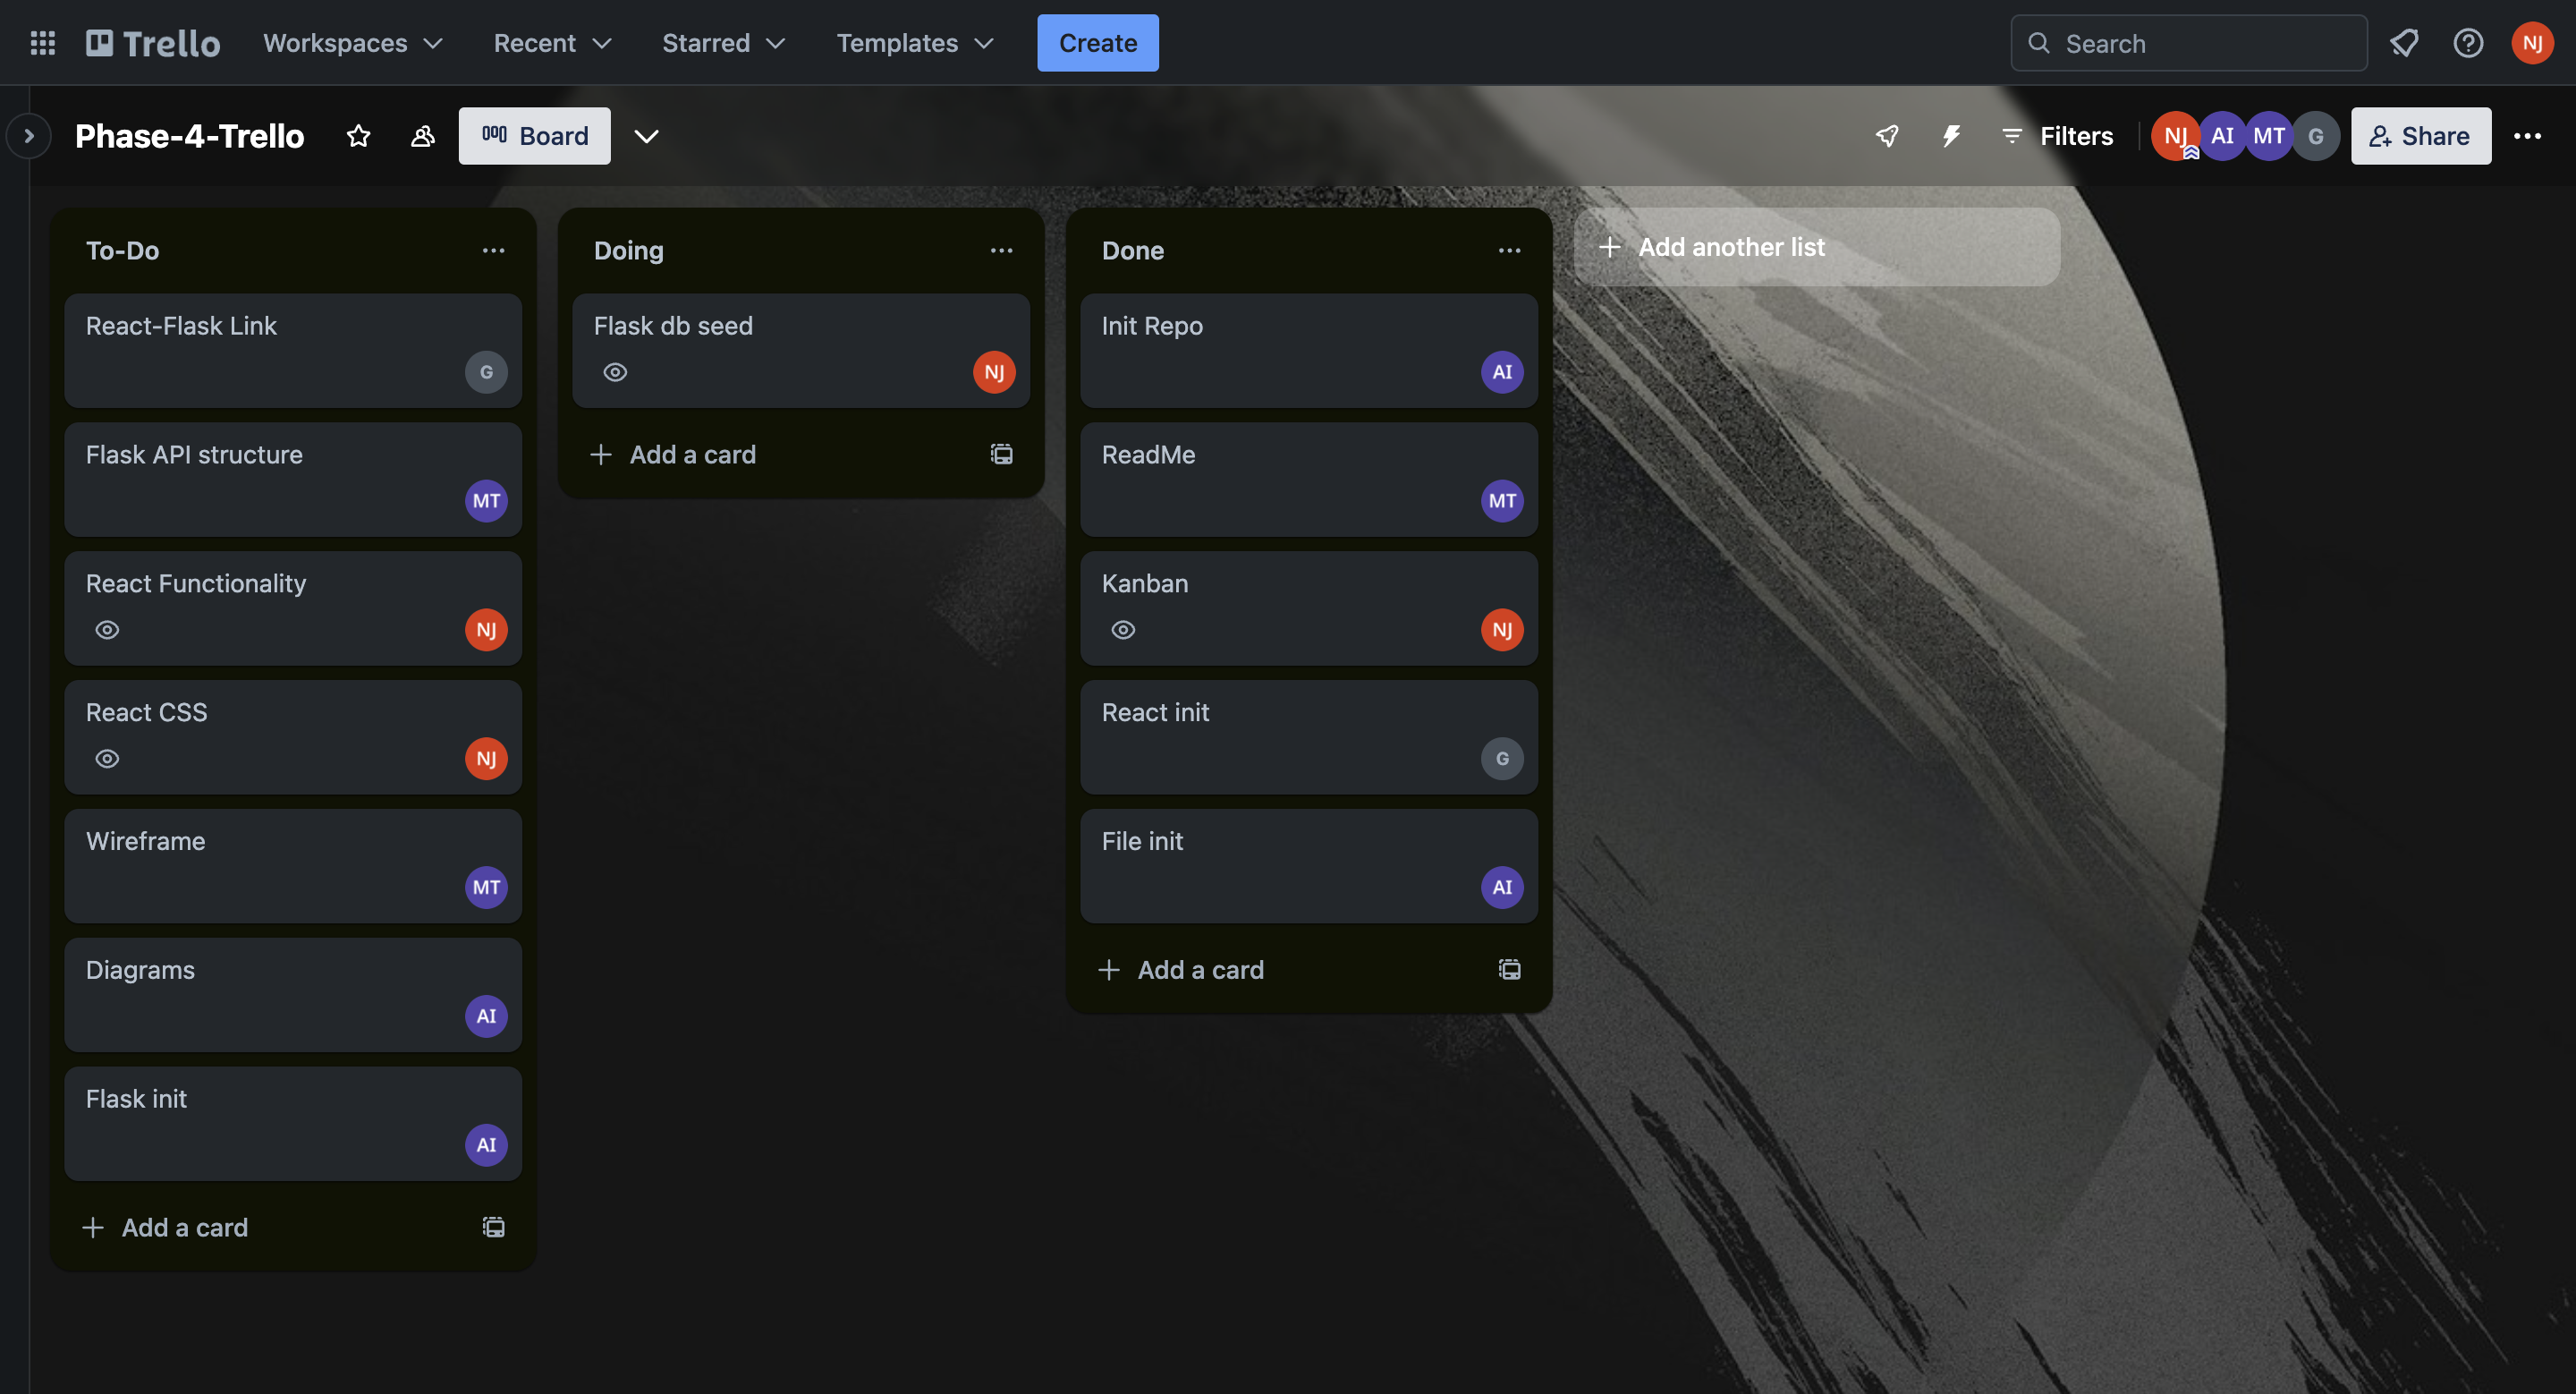 Trello Workspaces Recent Starred Templates Create Search NJ
Phase-4-Trello Board Filters NJ AI MT G Share
To-Do
React-Flask Link
G
Flask API structure
MT
React Functionality
NJ
React CSS
NJ
Wireframe
MT
Diagrams
AI
Flask init
AI
Add a card
Doing
Flask db seed
NJ
Add a card
Done
Init Repo
AI
ReadMe
MT
Kanban
NJ
React init
G
File init
AI
Add a card
Add another list